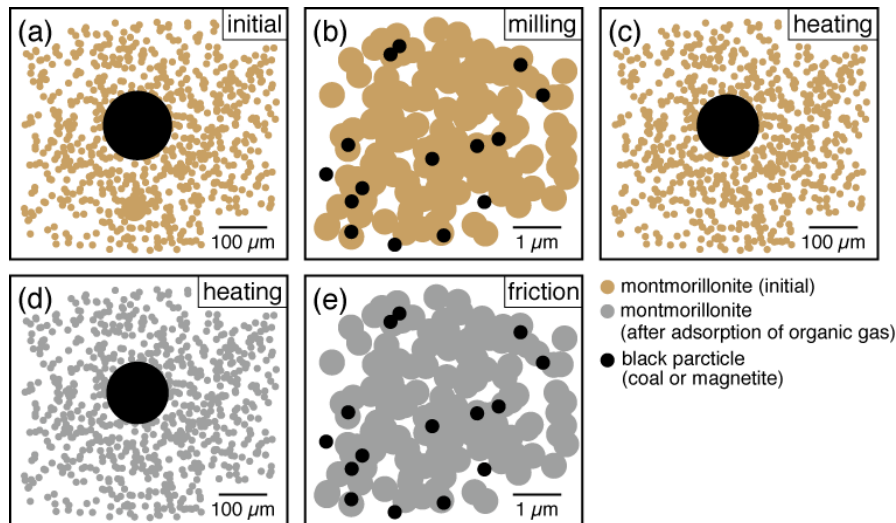 (a) initial
100 µm
(b) milling
1 µm
(c) heating
100 µm
(d) heating
100 µm
(e) friction
1 µm
montmorillonite (initial)
montmorillonite
(after adsorption of organic gas)
black parcticle
(coal or magnetite)